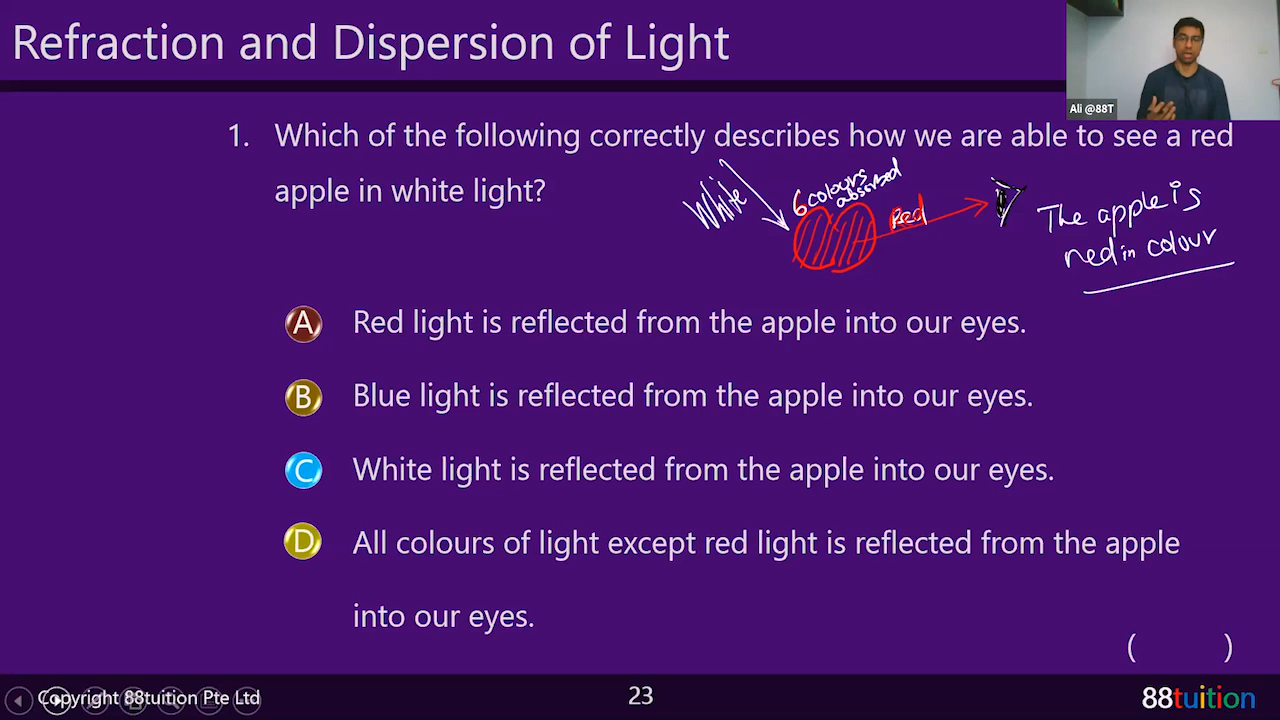 Refraction and Dispersion of Light
Ali @88T
1. Which of the following correctly describes how we are able to see a red
apple in white light?
White
6 colours
absorbed
Red
The apple is
red in colour
A Red light is reflected from the apple into our eyes.
B Blue light is reflected from the apple into our eyes.
C White light is reflected from the apple into our eyes.
D All colours of light except red light is reflected from the apple
into our eyes.
( )
Copyright 88tuition Pte Ltd
23
88tuition